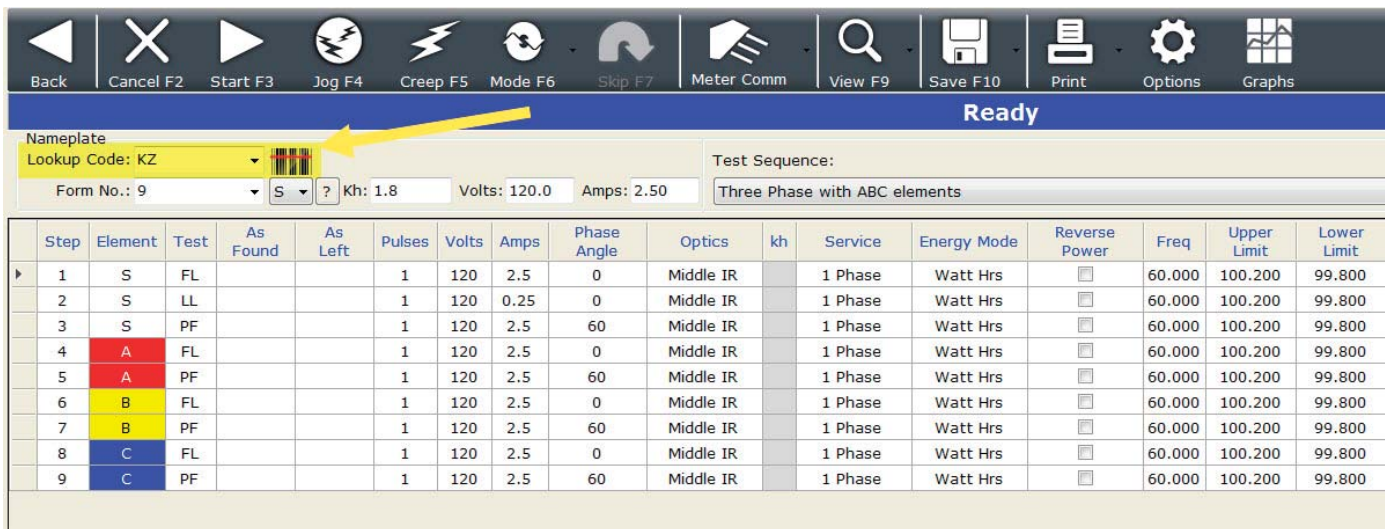 Back Cancel F2 Start F3 Jog F4 Creep F5 Mode F6 Skip F7 Meter Comm View F9 Save F10 Print Options Graphs
Ready
Nameplate
Lookup Code: KZ
Test Sequence:
Form No.: 9 S ? Kh: 1.8 Volts: 120.0 Amps: 2.50 Three Phase with ABC elements
Step Element Test As Found As Left Pulses Volts Amps Phase Angle Optics kh Service Energy Mode Reverse Power Freq Upper Limit Lower Limit
1 S FL 1 120 2.5 0 Middle IR 1 Phase Watt Hrs 60.000 100.200 99.800
2 S LL 1 120 0.25 0 Middle IR 1 Phase Watt Hrs 60.000 100.200 99.800
3 S PF 1 120 2.5 60 Middle IR 1 Phase Watt Hrs 60.000 100.200 99.800
4 A FL 1 120 2.5 0 Middle IR 1 Phase Watt Hrs 60.000 100.200 99.800
5 A PF 1 120 2.5 60 Middle IR 1 Phase Watt Hrs 60.000 100.200 99.800
6 B FL 1 120 2.5 0 Middle IR 1 Phase Watt Hrs 60.000 100.200 99.800
7 B PF 1 120 2.5 60 Middle IR 1 Phase Watt Hrs 60.000 100.200 99.800
8 C FL 1 120 2.5 0 Middle IR 1 Phase Watt Hrs 60.000 100.200 99.800
9 C PF 1 120 2.5 60 Middle IR 1 Phase Watt Hrs 60.000 100.200 99.800